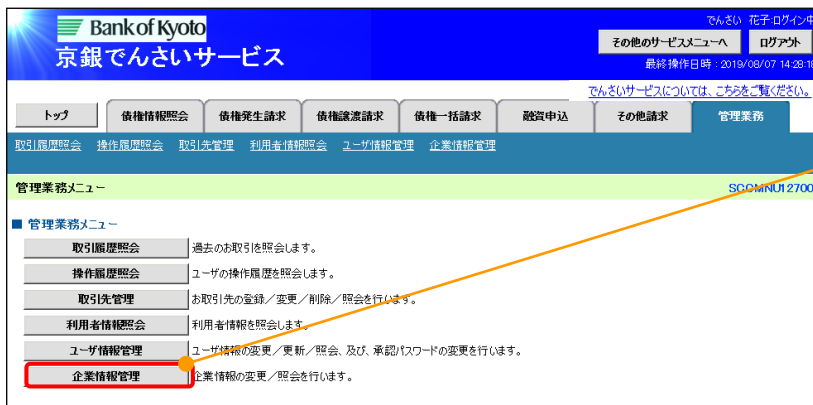 Bank of Kyoto
京銀でんさいサービス
でんさい 花子:ログイン中
その他のサービスメニューへ ログアウト
最終操作日時:2019/08/07 14:28:18
でんさいサービスについては、こちらをご覧ください。
トップ 債権情報照会 債権発生請求 債権譲渡請求 債権一括請求 融資申込 その他請求 管理業務
取引履歴照会 操作履歴照会 取引先管理 利用者情報照会 ユーザ情報管理 企業情報管理
管理業務メニュー SCCMNU12700
■ 管理業務メニュー
取引履歴照会 過去のお取引を照会します。
操作履歴照会 ユーザの操作履歴を照会します。
取引先管理 お取引先の登録/変更/削除/照会を行います。
利用者情報照会 利用者情報を照会します。
ユーザ情報管理 ユーザ情報の変更/更新/照会、及び、承認パスワードの変更を行います。
企業情報管理 企業情報の変更/照会を行います。